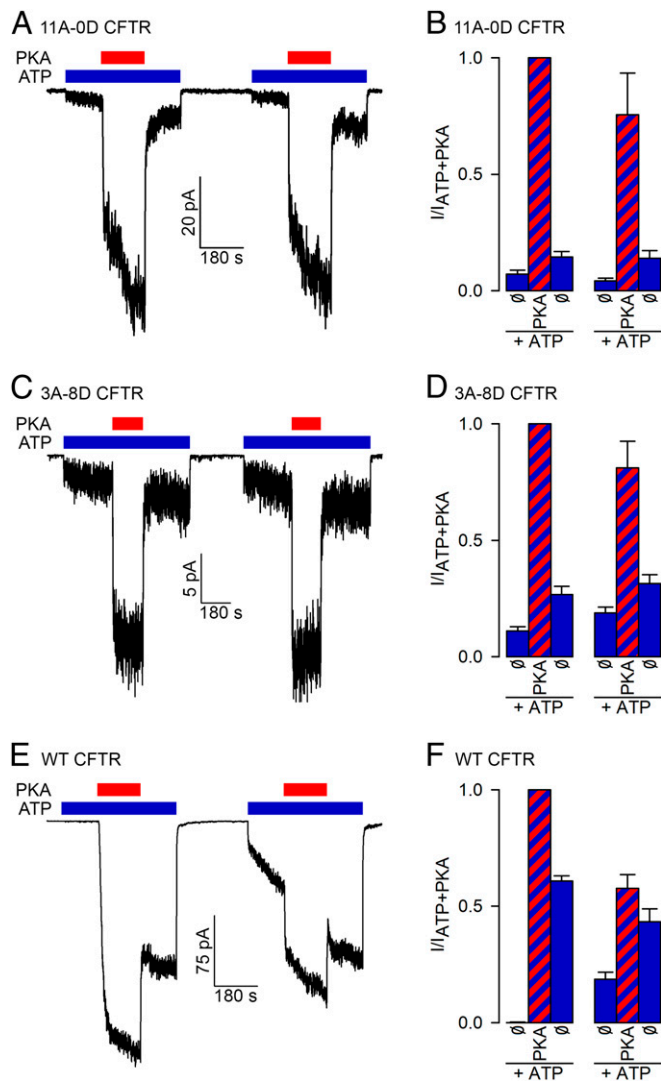 A 11A-0D CFTR
PKA
ATP
20 pA
180 s
B 11A-0D CFTR
I/I_ATP+PKA
1.0
0.5
0.0
Ø PKA Ø Ø PKA Ø
+ ATP + ATP
C 3A-8D CFTR
PKA
ATP
5 pA
180 s
D 3A-8D CFTR
I/I_ATP+PKA
1.0
0.5
0.0
Ø PKA Ø Ø PKA Ø
+ ATP + ATP
E WT CFTR
PKA
ATP
75 pA
180 s
F WT CFTR
I/I_ATP+PKA
1.0
0.5
0.0
Ø PKA Ø Ø PKA Ø
+ ATP + ATP